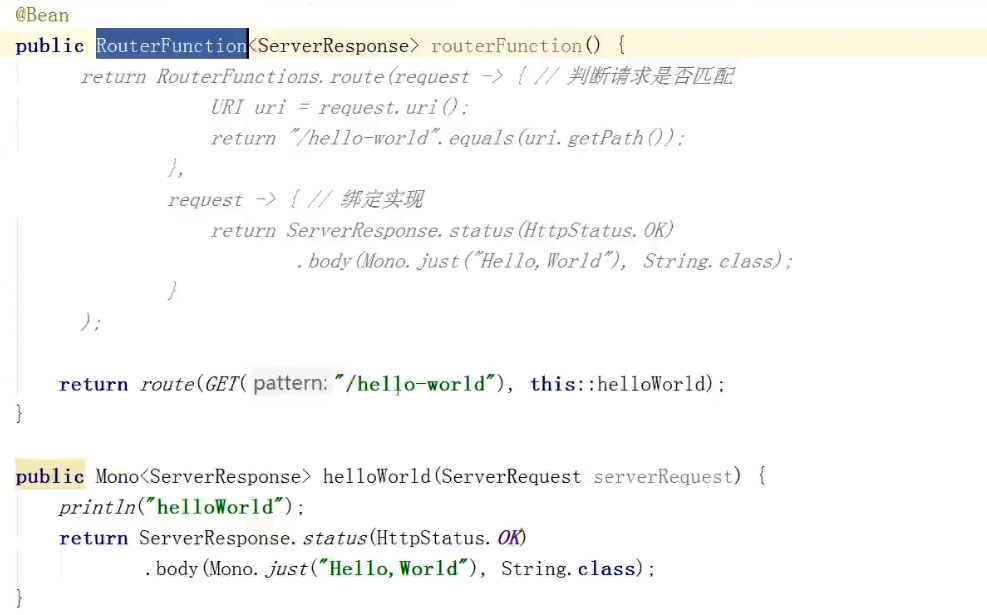 @Bean
public RouterFunction<ServerResponse> routerFunction() {
return RouterFunctions.route(request -> { // 判断请求是否匹配
URI uri = request.uri();
return "/hello-world".equals(uri.getPath());
},
request -> { // 绑定实现
return ServerResponse.status(HttpStatus.OK)
.body(Mono.just("Hello,World"), String.class);
}
);
return route(GET( pattern: "/hello-world"), this::helloWorld);
}
public Mono<ServerResponse> helloWorld(ServerRequest serverRequest) {
println("helloWorld");
return ServerResponse.status(HttpStatus.OK)
.body(Mono.just("Hello,World"), String.class);
}